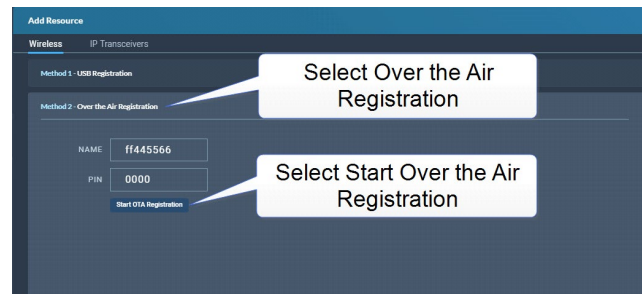 Add Resource
Wireless IP Transceivers
Method 1 - USB Registration
Select Over the Air
Registration
Method 2 - Over the Air Registration
NAME ff445566
PIN 0000
Select Start Over the Air
Registration
Start OTA Registration